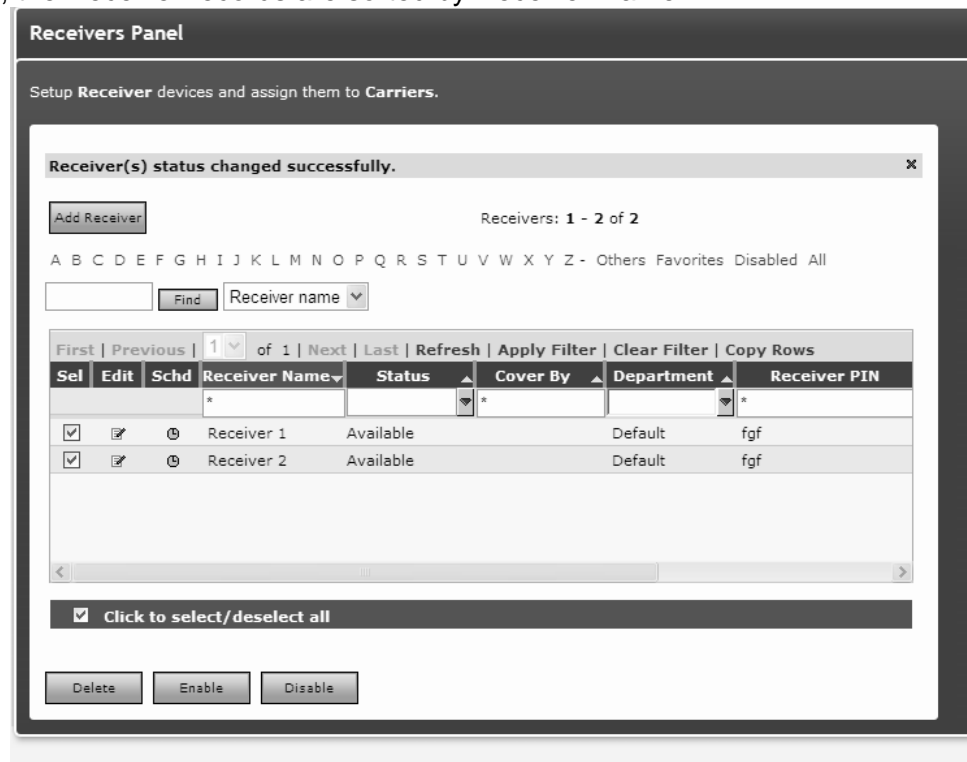 Receivers Panel
Setup Receiver devices and assign them to Carriers.
Receiver(s) status changed successfully. x
Add Receiver Receivers: 1 - 2 of 2
A B C D E F G H I J K L M N O P Q R S T U V W X Y Z - Others Favorites Disabled All
Find Receiver name
First | Previous | 1 of 1 | Next | Last | Refresh | Apply Filter | Clear Filter | Copy Rows
Sel Edit Schd Receiver Name Status Cover By Department Receiver PIN
* * *
Receiver 1 Available Default fgf
Receiver 2 Available Default fgf
Click to select/deselect all
Delete Enable Disable